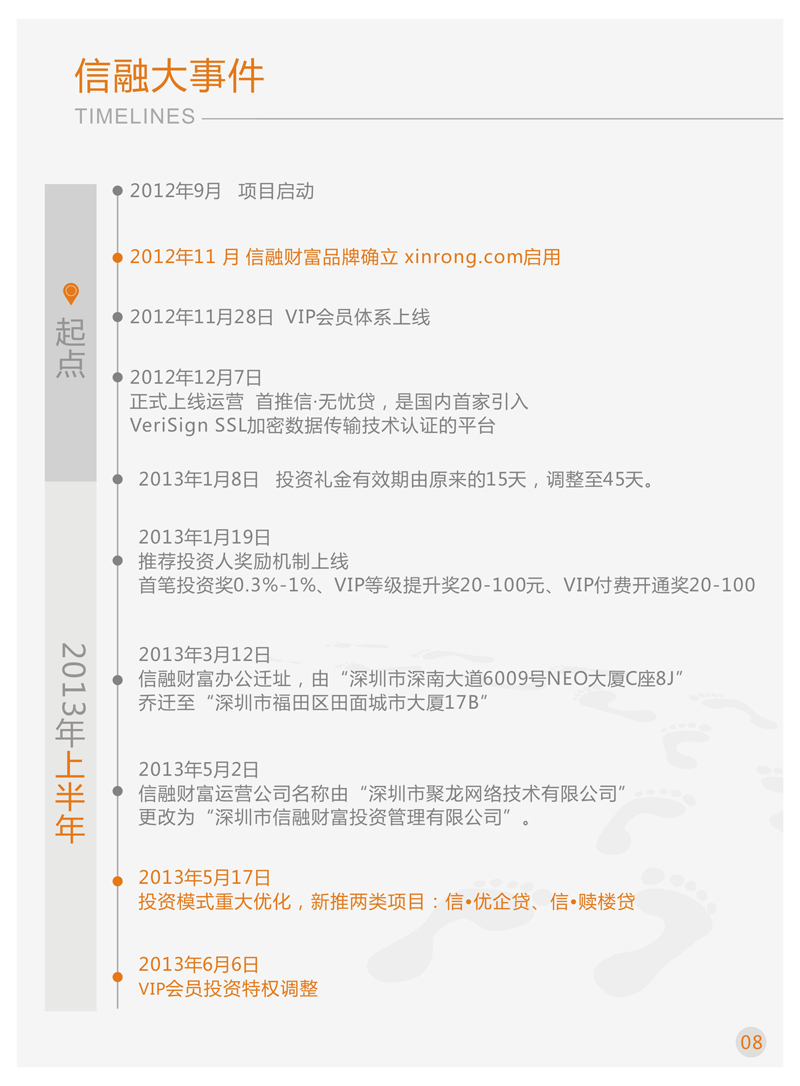 信融大事件
TIMELINES
2012年9月 项目启动
2012年11 月 信融财富品牌确立 xinrong.com启用
起点
2012年11月28日 VIP会员体系上线
2012年12月7日
正式上线运营 首推信·无忧贷，是国内首家引入
VeriSign SSL加密数据传输技术认证的平台
2013年1月8日 投资礼金有效期由原来的15天，调整至45天。
2013年1月19日
推荐投资人奖励机制上线
首笔投资奖0.3%-1%、VIP等级提升奖20-100元、VIP付费开通奖20-100
2013年上半年
2013年3月12日
信融财富办公迁址，由“深圳市深南大道6009号NEO大厦C座8J”
乔迁至“深圳市福田区田面城市大厦17B”
2013年5月2日
信融财富运营公司名称由“深圳市聚龙网络技术有限公司”
更改为“深圳市信融财富投资管理有限公司”。
2013年5月17日
投资模式重大优化，新推两类项目：信•优企贷、信•赎楼贷
2013年6月6日
VIP会员投资特权调整
08